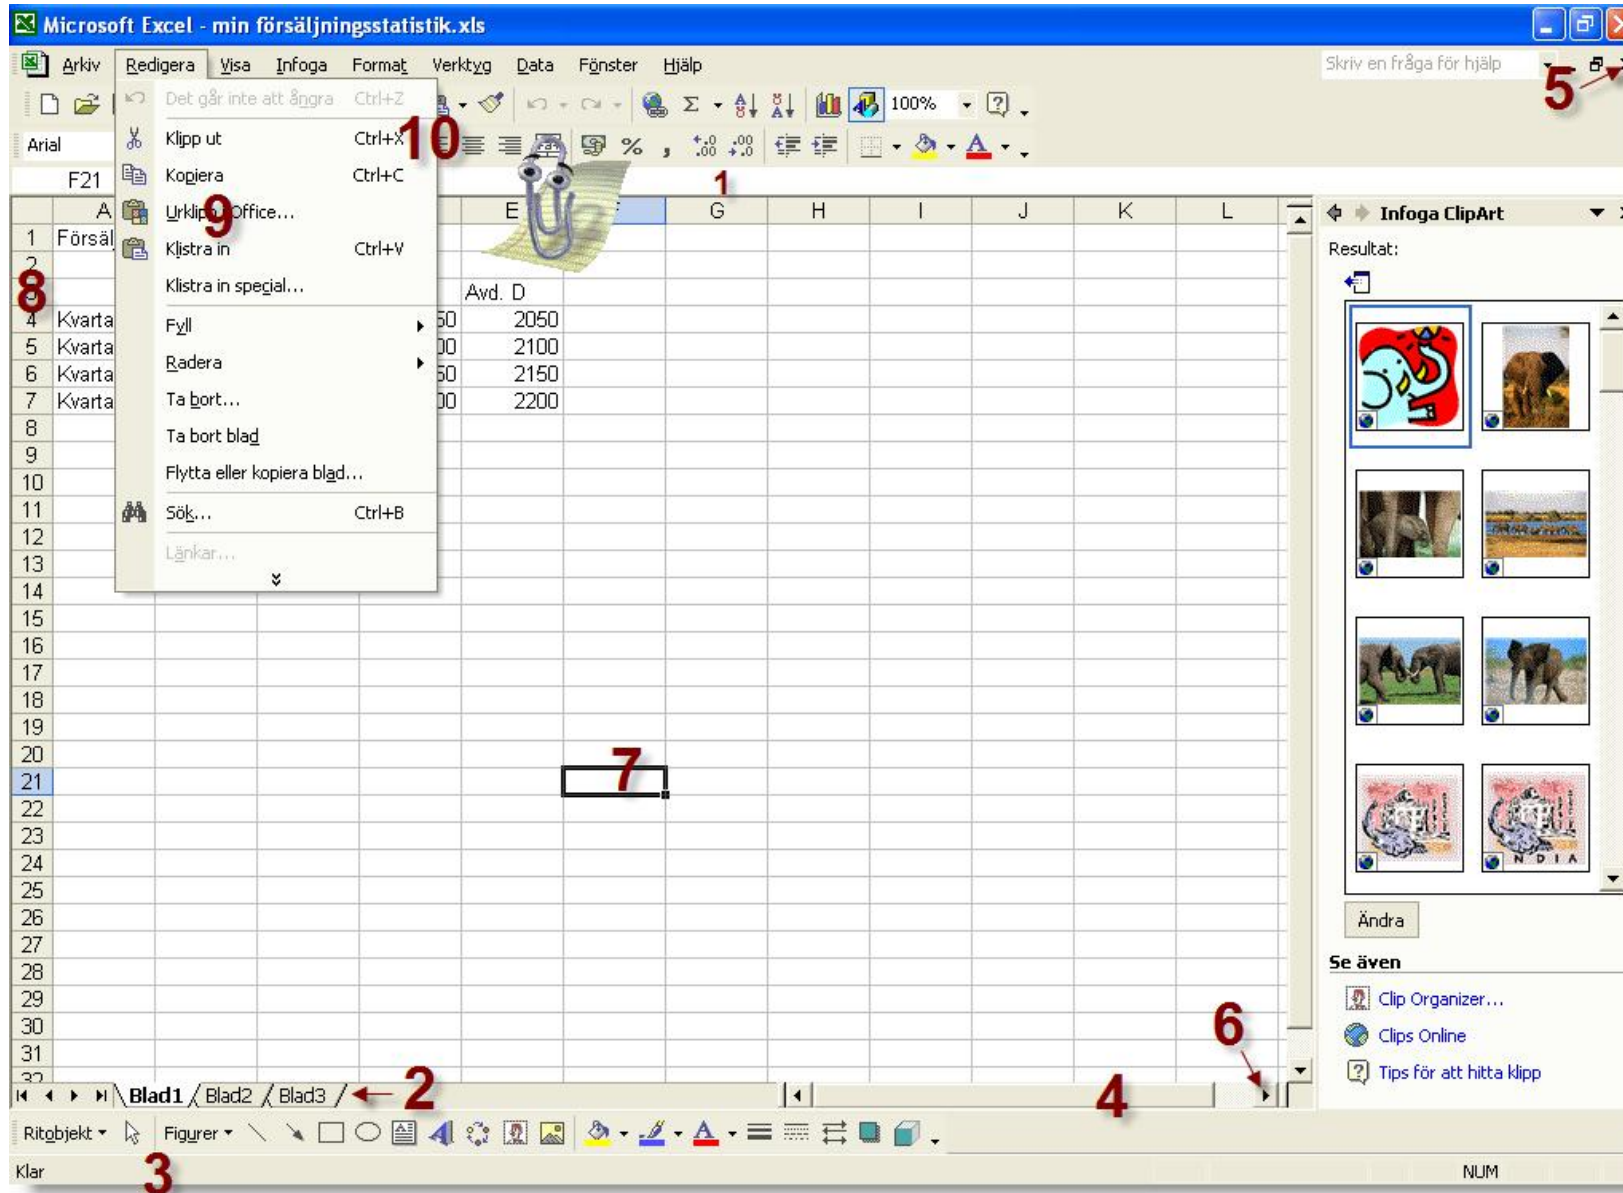 Microsoft Excel - min försäljningsstatistik.xls
Arkiv Redigera Visa Infoga Format Verktyg Data Fönster Hjälp Skriv en fråga för hjälp 5
Det går inte att ångra Ctrl+Z
100%
Arial
Klipp ut Ctrl+X
10
% ,
F21
Kopiera Ctrl+C
1
Urklipp Office...
9
A E G H I J K L
Infoga ClipArt
1 Försäl
Klistra in Ctrl+V
Resultat:
2
Klistra in special...
8
Avd. D
4 Kvarta 50 2050
Fyll
5 Kvarta 00 2100
Radera
6 Kvarta 50 2150
7 Kvarta 00 2200
Ta bort...
8
Ta bort blad
9
10
Flytta eller kopiera blad...
11
Sök... Ctrl+B
12
Länkar...
13
14
15
16
17
18
19
20
7
21
22
23
24
N D I A
25
26
Ändra
27
28
Se även
29
Clip Organizer...
30
6
Clips Online
31
32
Tips för att hitta klipp
Blad1 Blad2 Blad3 2 4
Ritobjekt Figurer
3
Klar NUM